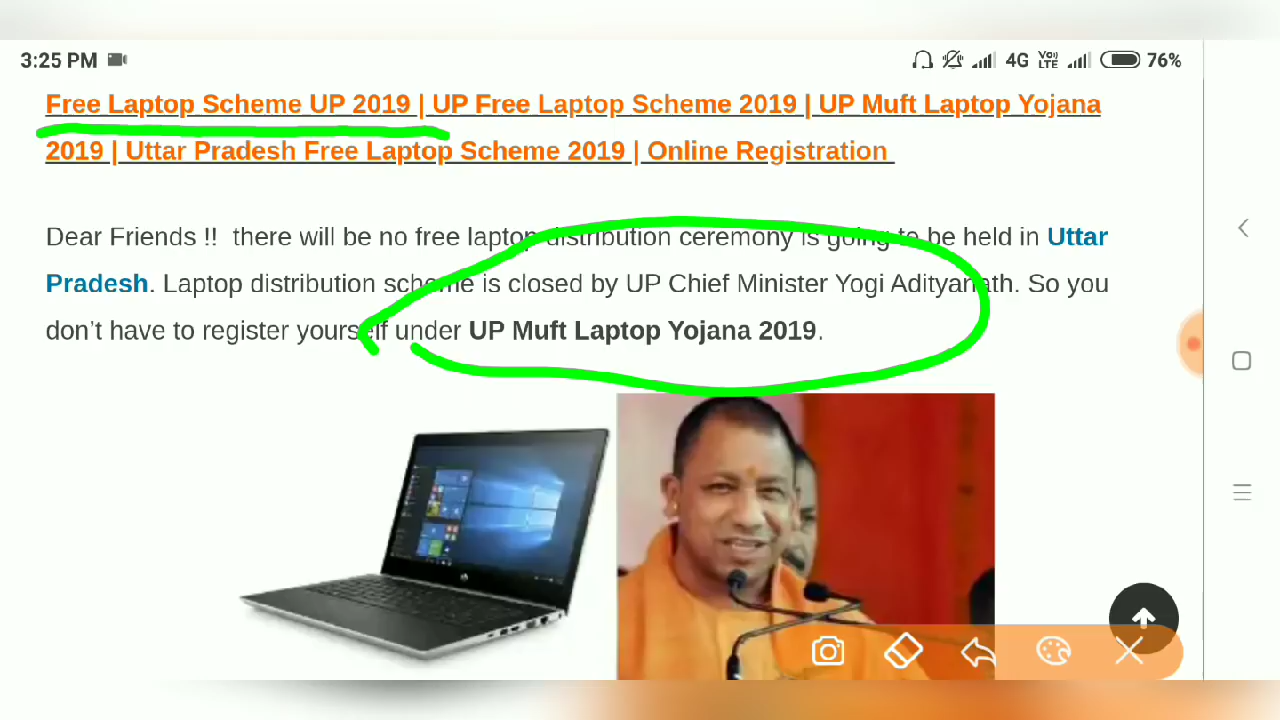 3:25 PM 4G Vo)) LTE 76%
Free Laptop Scheme UP 2019 | UP Free Laptop Scheme 2019 | UP Muft Laptop Yojana
2019 | Uttar Pradesh Free Laptop Scheme 2019 | Online Registration
Dear Friends !! there will be no free laptop distribution ceremony is going to be held in Uttar
Pradesh. Laptop distribution scheme is closed by UP Chief Minister Yogi Adityanath. So you
don’t have to register yourself under UP Muft Laptop Yojana 2019.